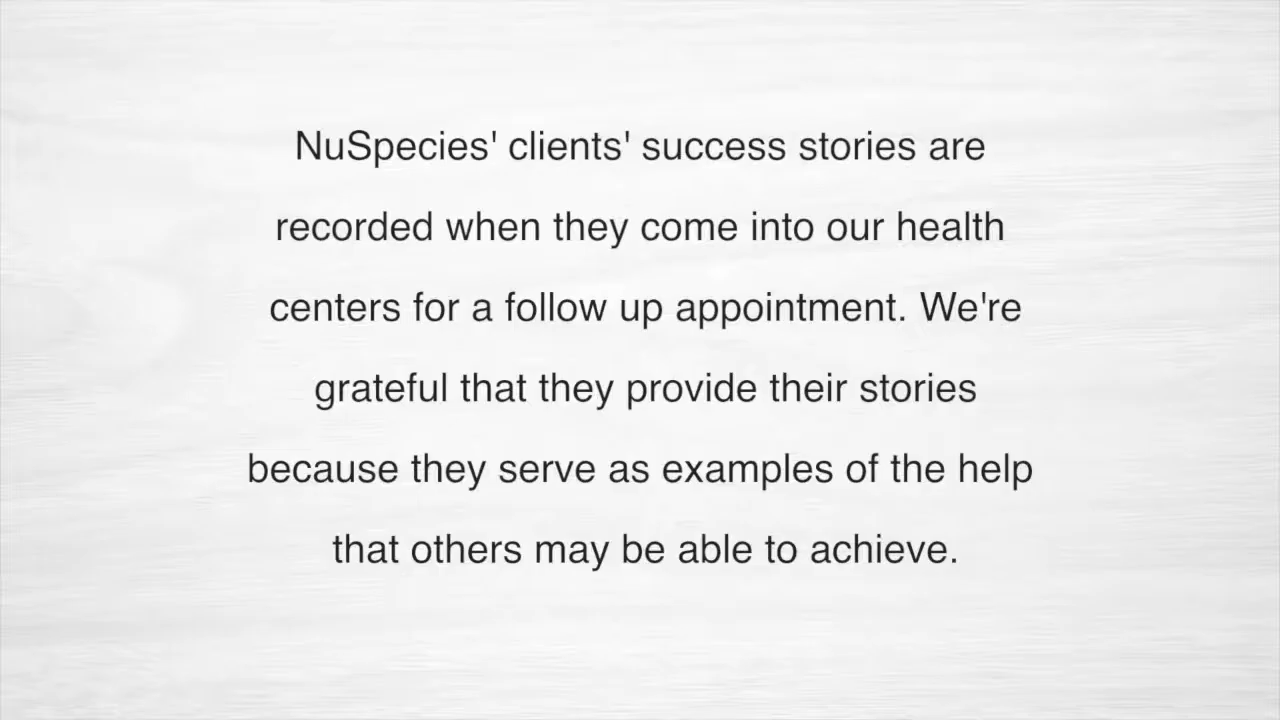 NuSpecies' clients' success stories are
recorded when they come into our health
centers for a follow up appointment. We're
grateful that they provide their stories
because they serve as examples of the help
that others may be able to achieve.